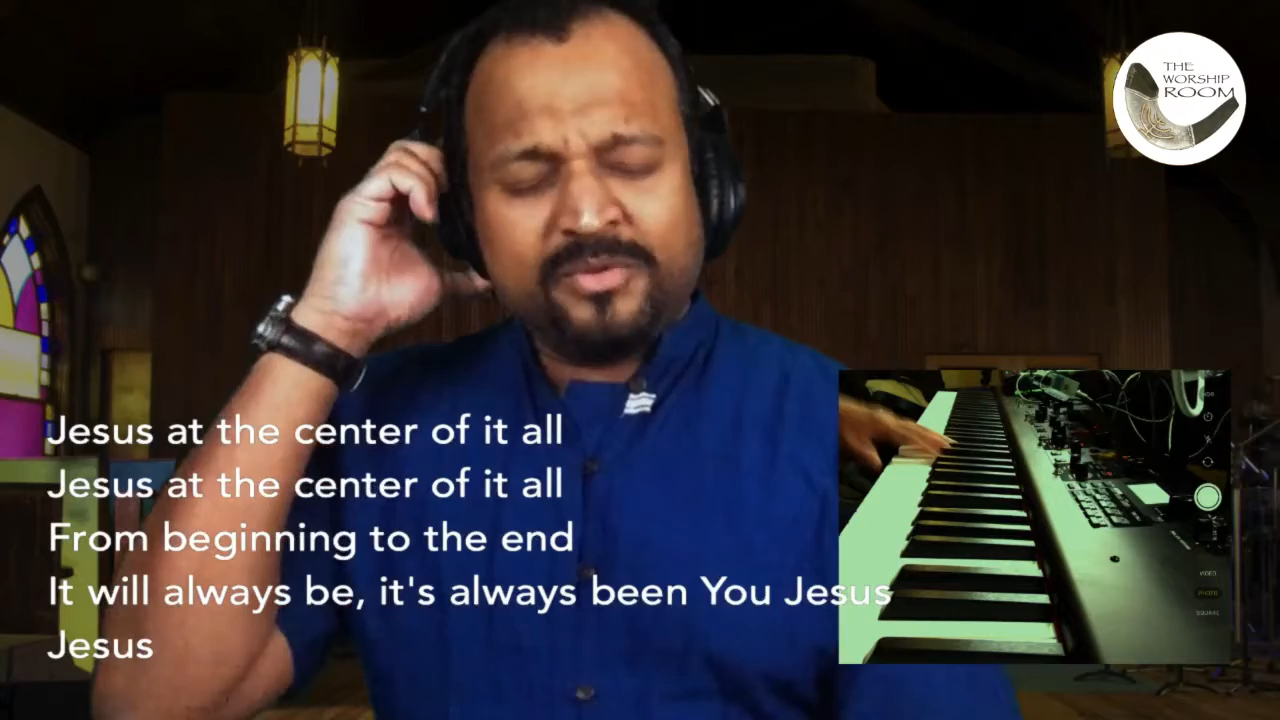 THE
WORSHIP
ROOM
Jesus at the center of it all
Jesus at the center of it all
From beginning to the end
It will always be, it's always been You Jesus
Jesus
VIDEO
PHOTO
SQUARE